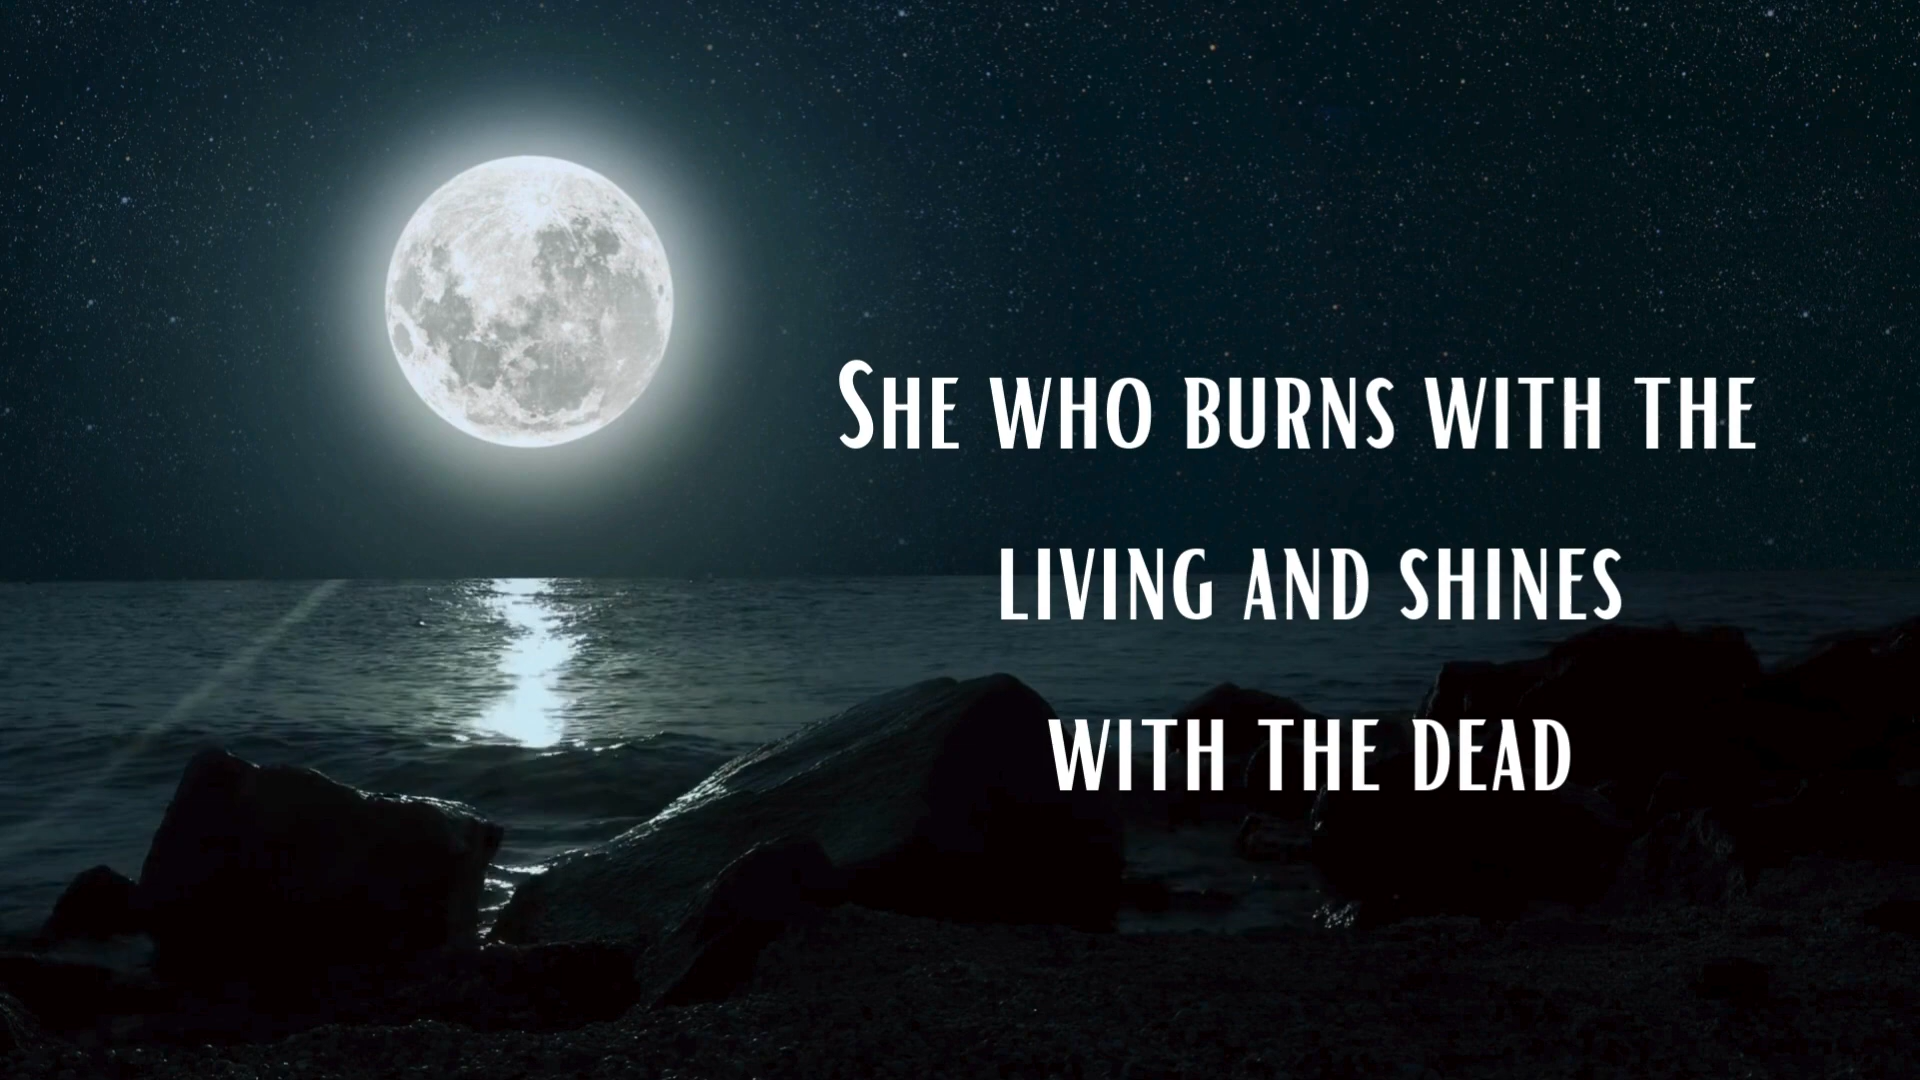 She who burns with the
living and shines
with the dead